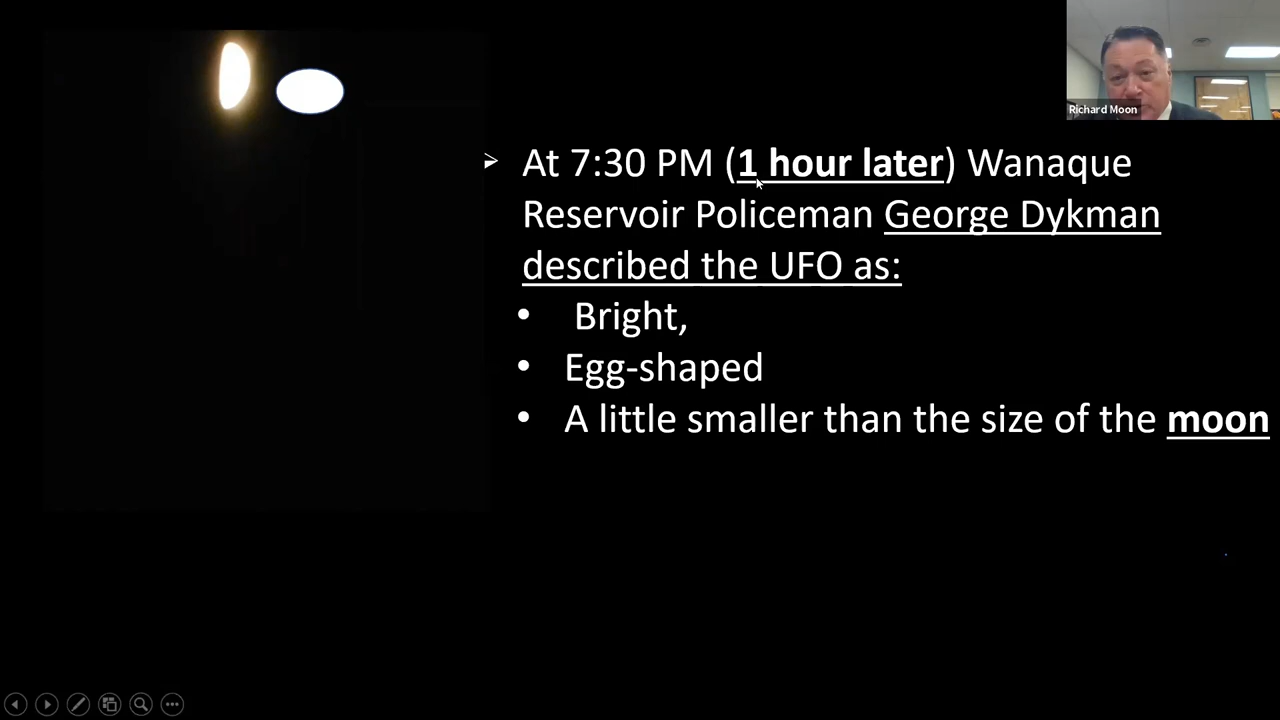 Richard Moon
➢ At 7:30 PM (1 hour later) Wanaque
Reservoir Policeman George Dykman
described the UFO as:
• Bright,
• Egg-shaped
• A little smaller than the size of the moon